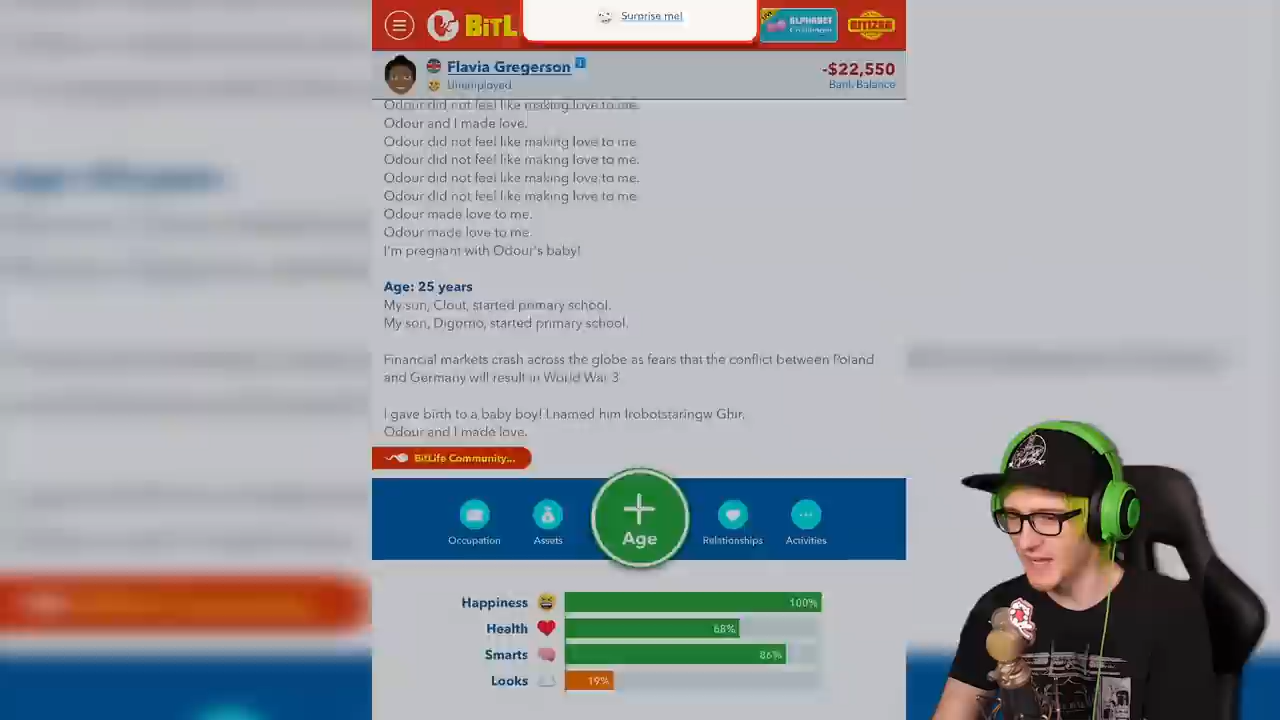 Surprise me!
BITL
LIVE
ALPHABET
Challenge
BITIZEN
Flavia Gregerson
Unemployed
-$22,550
Bank Balance
Odour did not feel like making love to me.
Odour and I made love.
Odour did not feel like making love to me
Odour did not feel like making love to me.
Odour did not feel like making love to me.
Odour did not feel like making love to me
Odour made love to me.
Odour made love to me.
I'm pregnant with Odour's baby!
Age: 25 years
My son, Clout, started primary school.
My son, Digorno, started primary school.
Financial markets crash across the globe as fears that the conflict between Poland
and Germany will result in World War 3
I gave birth to a baby boy! I named him Irobotstaringw Ghir.
Odour and I made love.
BitLife Community...
Age
Occupation
Assets
Relationships
Activities
Happiness
100%
Health
68%
Smarts
86%
Looks
19%